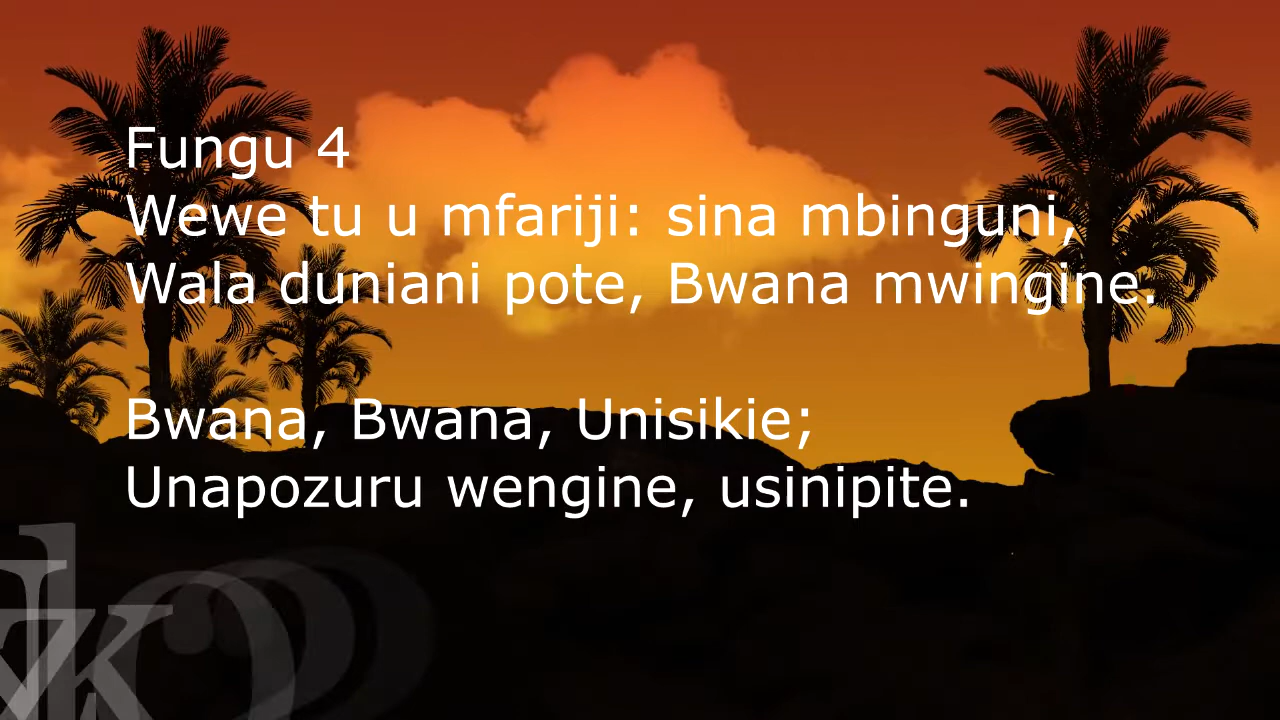 Fungu 4
Wewe tu u mfariji: sina mbinguni,
Wala duniani pote, Bwana mwingine.
Bwana, Bwana, Unisikie;
Unapozuru wengine, usinipite.